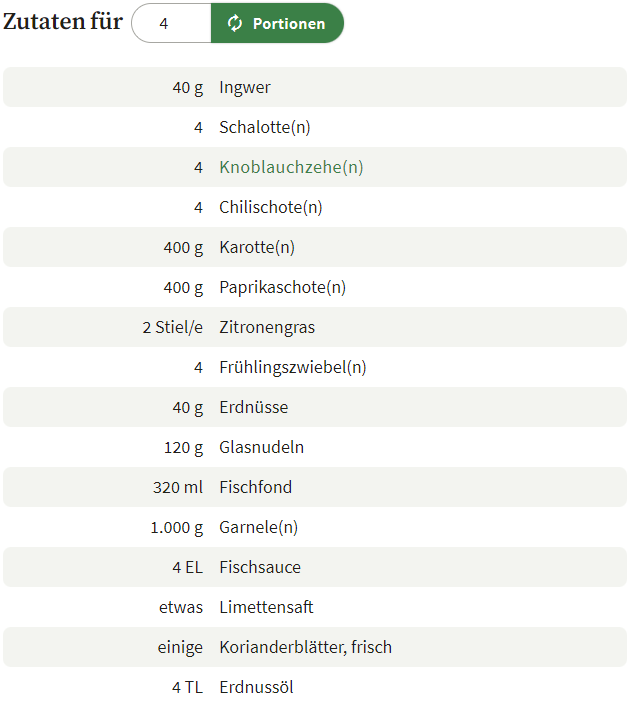 Zutaten für 4 Portionen
40 g Ingwer
4 Schalotte(n)
4 Knoblauchzehe(n)
4 Chilischote(n)
400 g Karotte(n)
400 g Paprikaschote(n)
2 Stiel/e Zitronengras
4 Frühlingszwiebel(n)
40 g Erdnüsse
120 g Glasnudeln
320 ml Fischfond
1.000 g Garnele(n)
4 EL Fischsauce
etwas Limettensaft
einige Korianderblätter, frisch
4 TL Erdnussöl